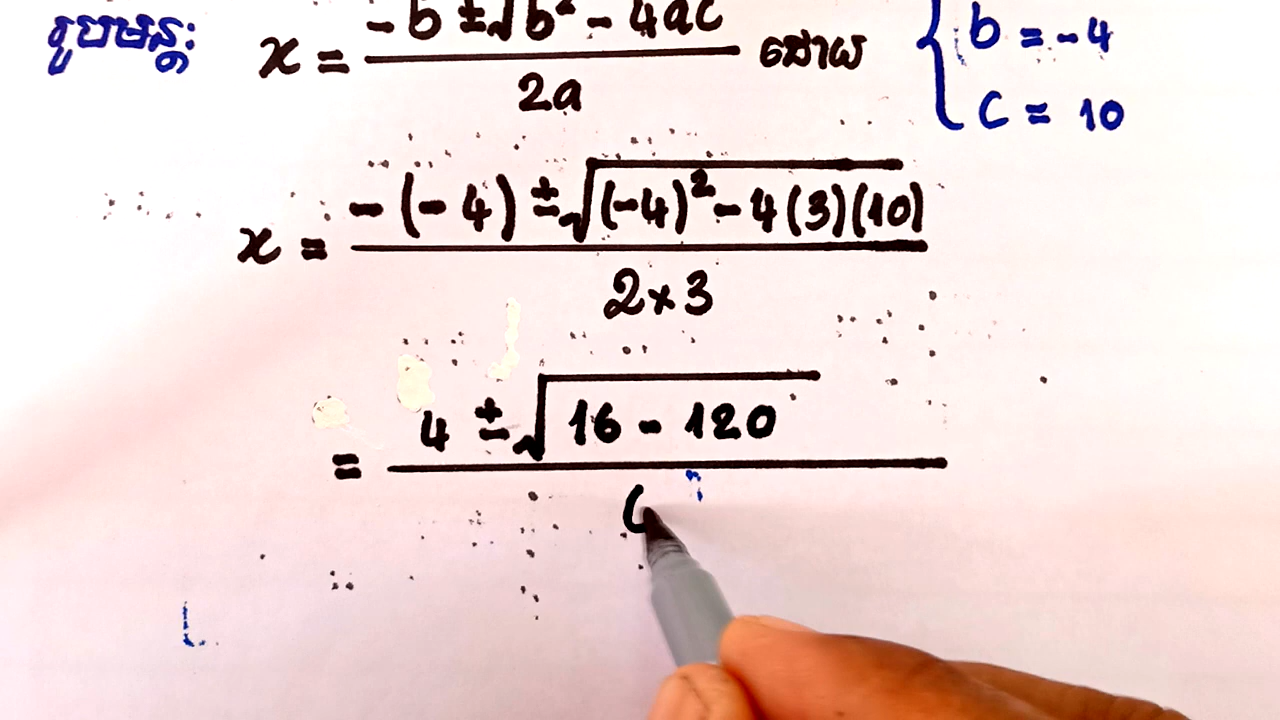 រូបមន្ត: x = (-b ±√(b² - 4ac))/(2a) ដោយ { b = -4
c = 10
x = (-(-4) ±√((-4)² - 4(3)(10)))/(2×3)
= (4 ±√(16 - 120))/